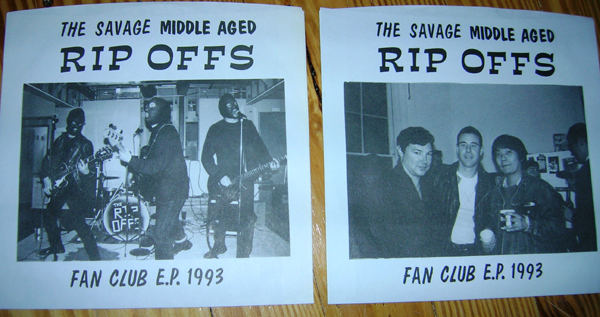 THE SAVAGE MIDDLE AGED
RIP OFFS
THE
RIP
OFFS
FAN CLUB E.P. 1993
THE SAVAGE MIDDLE AGED
RIP OFFS
FAN CLUB E.P. 1993